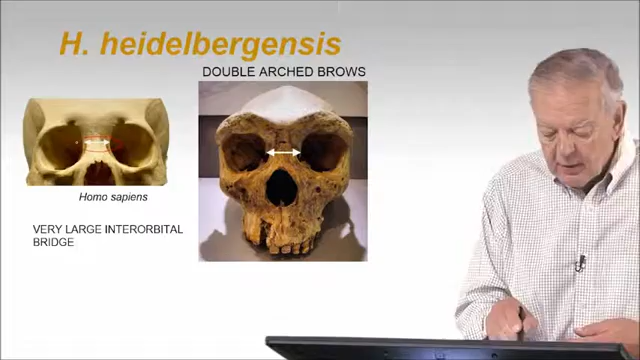 H. heidelbergensis
DOUBLE ARCHED BROWS
Homo sapiens
VERY LARGE INTERORBITAL
BRIDGE